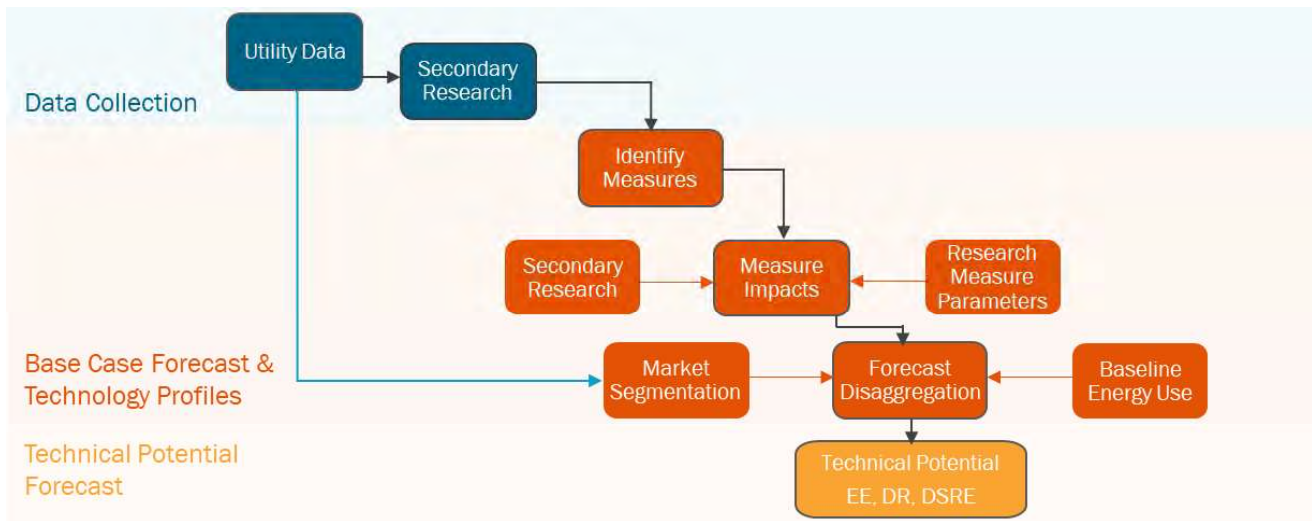 Utility Data
Secondary
Research
Data Collection
Identify
Measures
Secondary
Research
Measure
Impacts
Research
Measure
Parameters
Base Case Forecast &
Technology Profiles
Market
Segmentation
Forecast
Disaggregation
Baseline
Energy Use
Technical Potential
Forecast
Technical Potential
EE, DR, DSRE